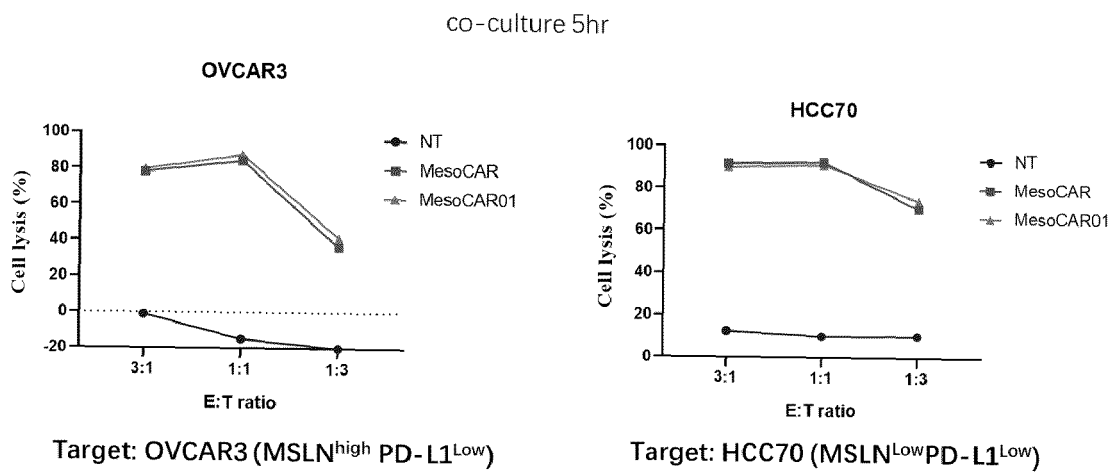 co-culture 5hr
OVCAR3
100
80
60
40
20
0
-20
Cell lysis (%)
3:1 1:1 1:3
E:T ratio
NT
MesoCAR
MesoCAR01
Target: OVCAR3 (MSLNhigh PD-L1Low)
HCC70
100
80
60
40
20
0
Cell lysis (%)
3:1 1:1 1:3
E:T ratio
NT
MesoCAR
MesoCAR01
Target: HCC70 (MSLNLowPD-L1Low)